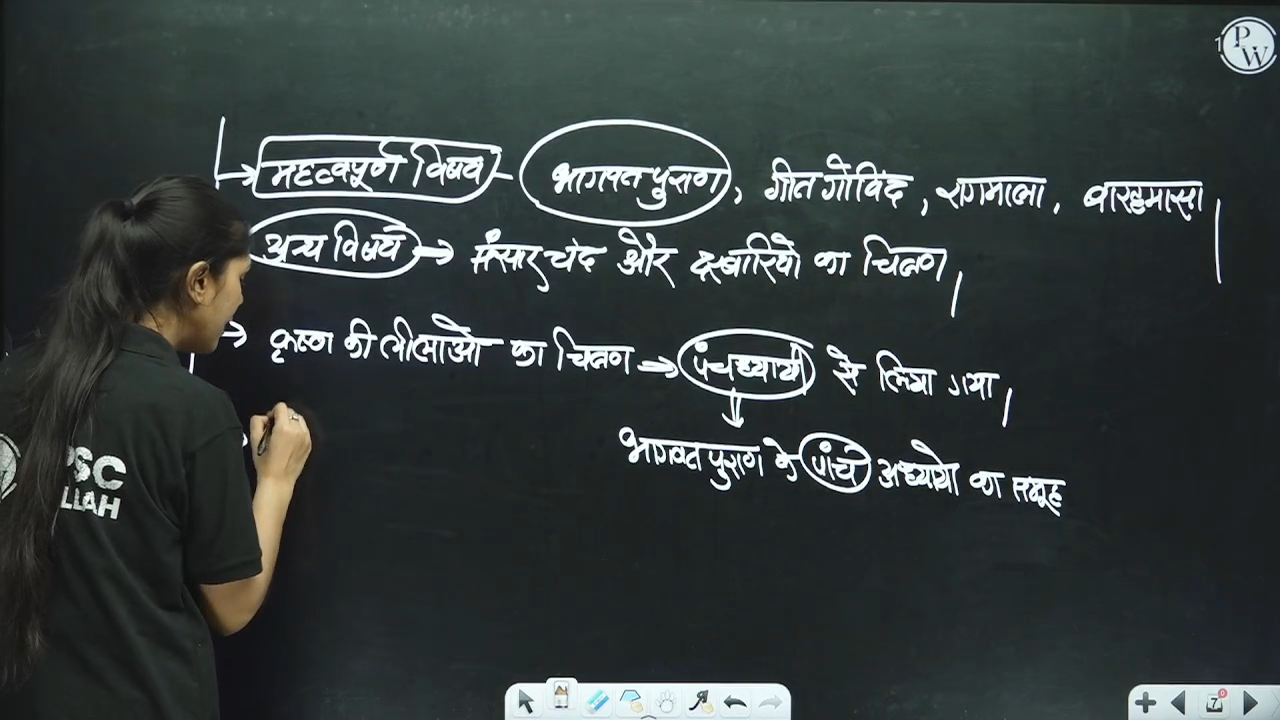 PW
महत्वपूर्ण विषय - भागवत पुराण, गीत गोविंद, रागमाला, बारहमासा
अन्य विषय → संसार चंद और दरबारियों का चित्रण।
→ कृष्ण की लीलाओं का चित्रण → पंचध्यायी से लिया गया।
भागवत पुराण के पांच अध्यायों का समूह
PSC
LLAH
7